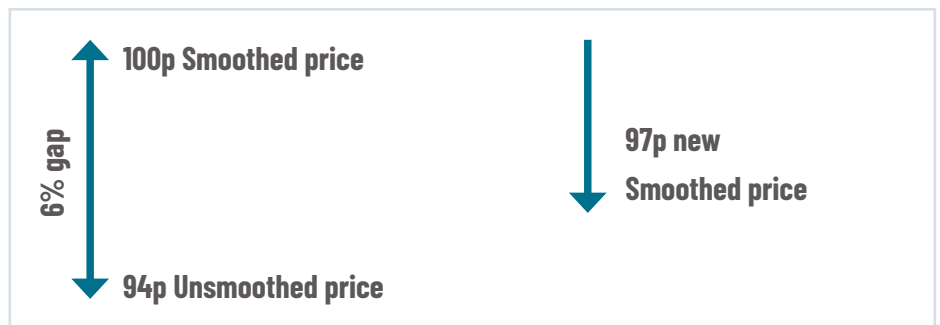 100p Smoothed price
6% gap
94p Unsmoothed price
97p new
Smoothed price